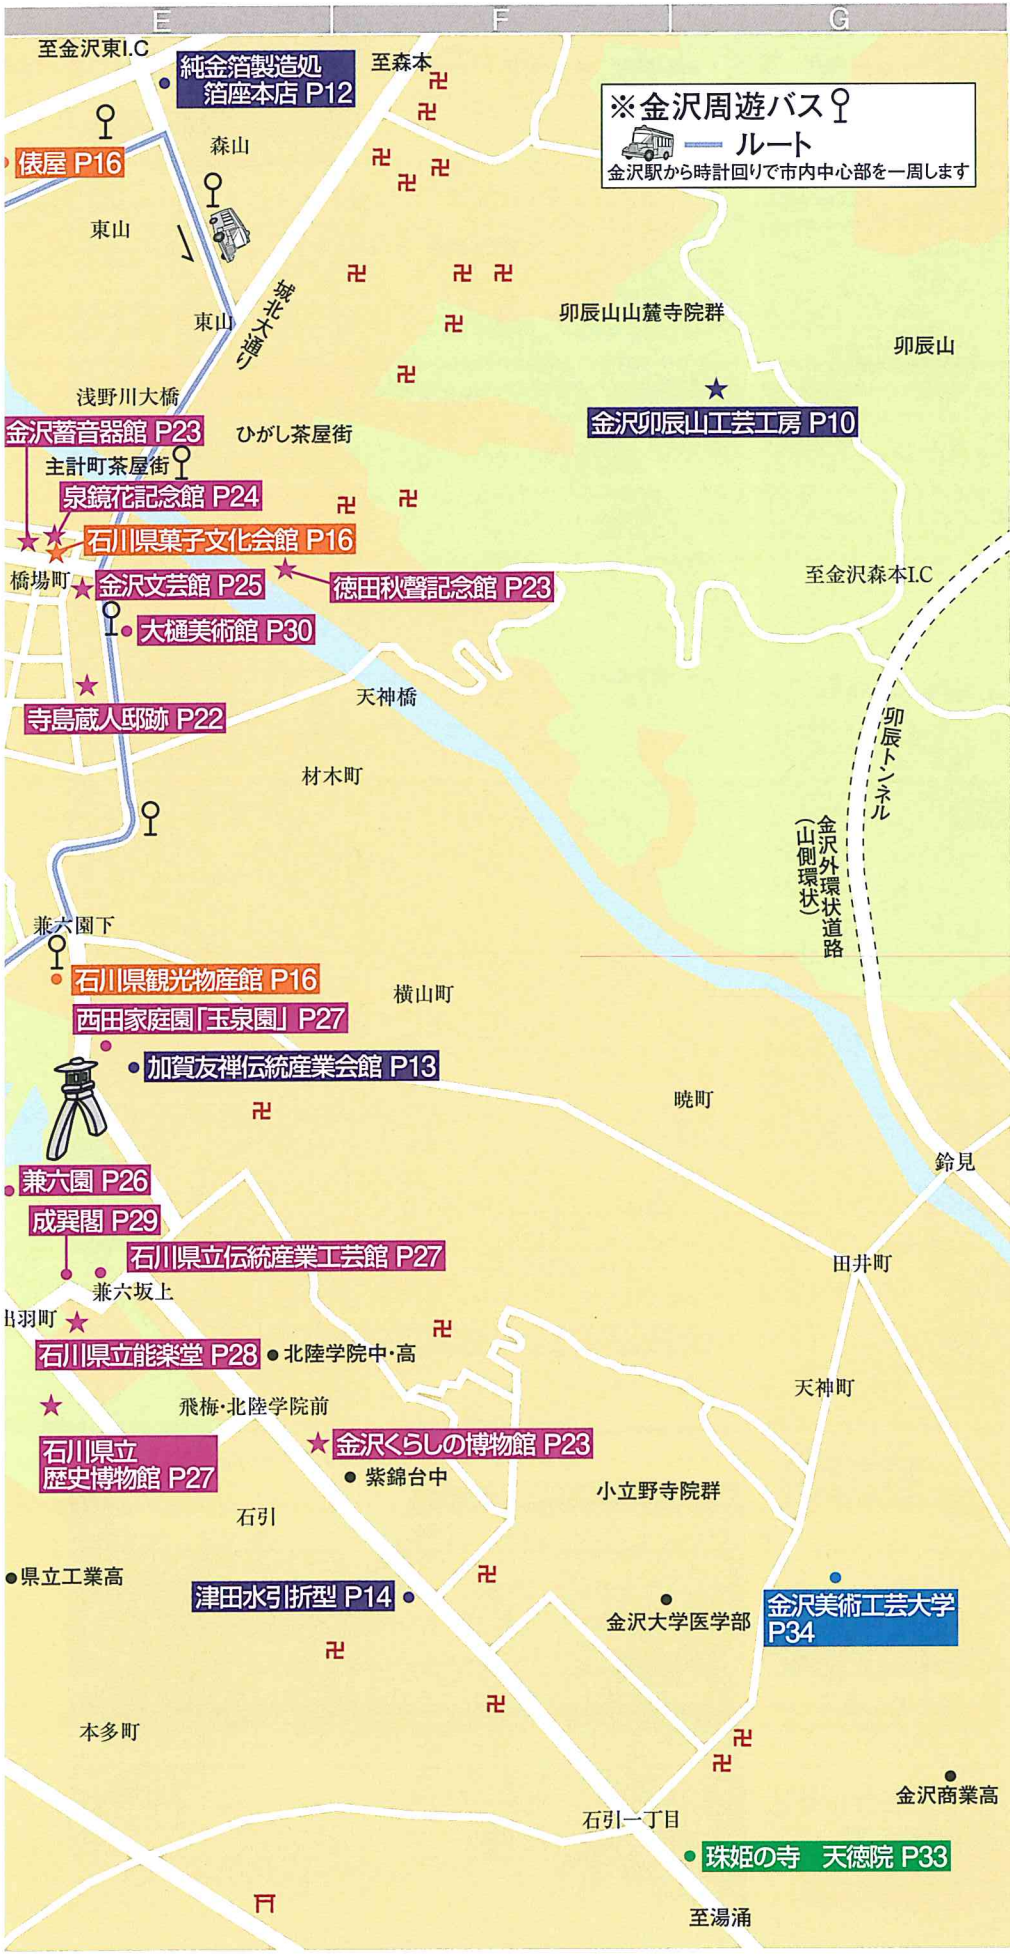 E
F
G
至金沢東I.C
純金箔製造処
箔座本店 P12
至森本
※金沢周遊バス
ルート
金沢駅から時計回りで市内中心部を一周します
森山
俵屋 P16
東山
東山
城北大通り
卯辰山山麓寺院群
卯辰山
浅野川大橋
金沢卯辰山工芸工房 P10
金沢蓄音器館 P23
ひがし茶屋街
主計町茶屋街
泉鏡花記念館 P24
石川県菓子文化会館 P16
橋場町
金沢文芸館 P25
徳田秋聲記念館 P23
至金沢森本I.C
大樋美術館 P30
天神橋
寺島蔵人邸跡 P22
卯辰トンネル
材木町
金沢外環状道路
(山側環状)
兼六園下
石川県観光物産館 P16
横山町
西田家庭園「玉泉園」 P27
加賀友禅伝統産業会館 P13
暁町
鈴見
兼六園 P26
成巽閣 P29
石川県立伝統産業工芸館 P27
田井町
兼六坂上
出羽町
石川県立能楽堂 P28
北陸学院中・高
天神町
飛梅・北陸学院前
石川県立
歴史博物館 P27
金沢くらしの博物館 P23
紫錦台中
小立野寺院群
石引
県立工業高
津田水引折型 P14
金沢大学医学部
金沢美術工芸大学
P34
本多町
金沢商業高
石引一丁目
珠姫の寺　天徳院 P33
至湯涌